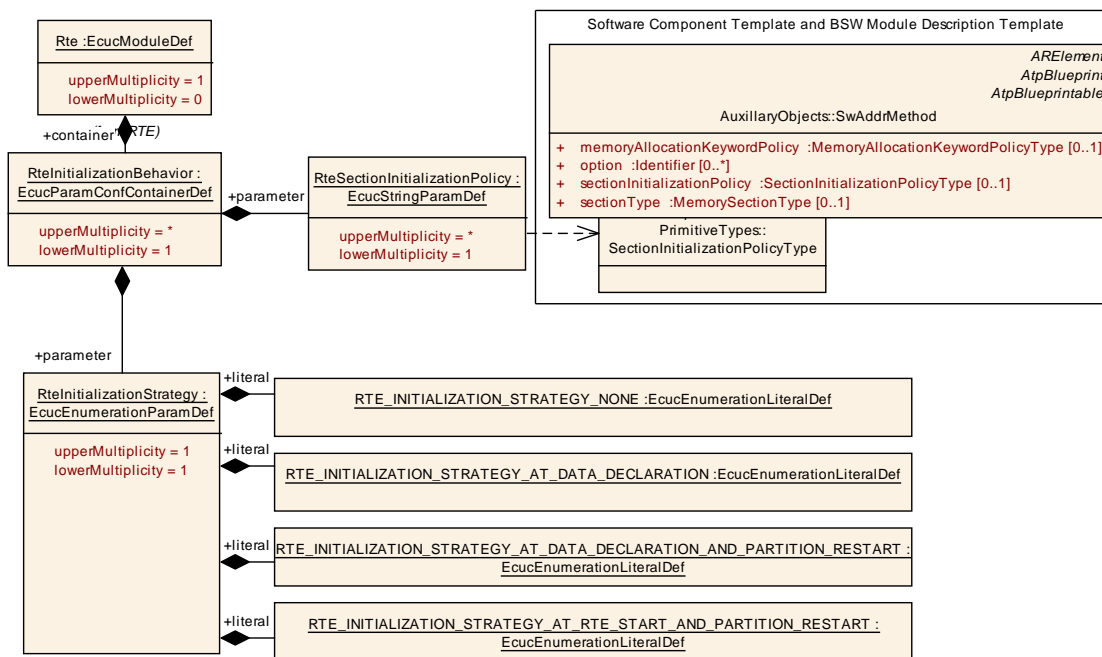 Software Component Template and BSW Module Description Template
Rte :EcucModuleDef
upperMultiplicity = 1
lowerMultiplicity = 0
ARElement
AtpBlueprint
AtpBlueprintable
AuxillaryObjects::SwAddrMethod
+ memoryAllocationKeywordPolicy :MemoryAllocationKeywordPolicyType [0..1]
+ option :Identifier [0..*]
+ sectionInitializationPolicy :SectionInitializationPolicyType [0..1]
+ sectionType :MemorySectionType [0..1]
+container
RTE)
RteInitializationBehavior :
EcucParamConfContainerDef
upperMultiplicity = *
lowerMultiplicity = 1
+parameter
RteSectionInitializationPolicy :
EcucStringParamDef
upperMultiplicity = *
lowerMultiplicity = 1
PrimitiveTypes::
SectionInitializationPolicyType
+parameter
RteInitializationStrategy :
EcucEnumerationParamDef
upperMultiplicity = 1
lowerMultiplicity = 1
+literal
RTE_INITIALIZATION_STRATEGY_NONE :EcucEnumerationLiteralDef
+literal
RTE_INITIALIZATION_STRATEGY_AT_DATA_DECLARATION :EcucEnumerationLiteralDef
+literal
RTE_INITIALIZATION_STRATEGY_AT_DATA_DECLARATION_AND_PARTITION_RESTART :
EcucEnumerationLiteralDef
+literal
RTE_INITIALIZATION_STRATEGY_AT_RTE_START_AND_PARTITION_RESTART :
EcucEnumerationLiteralDef